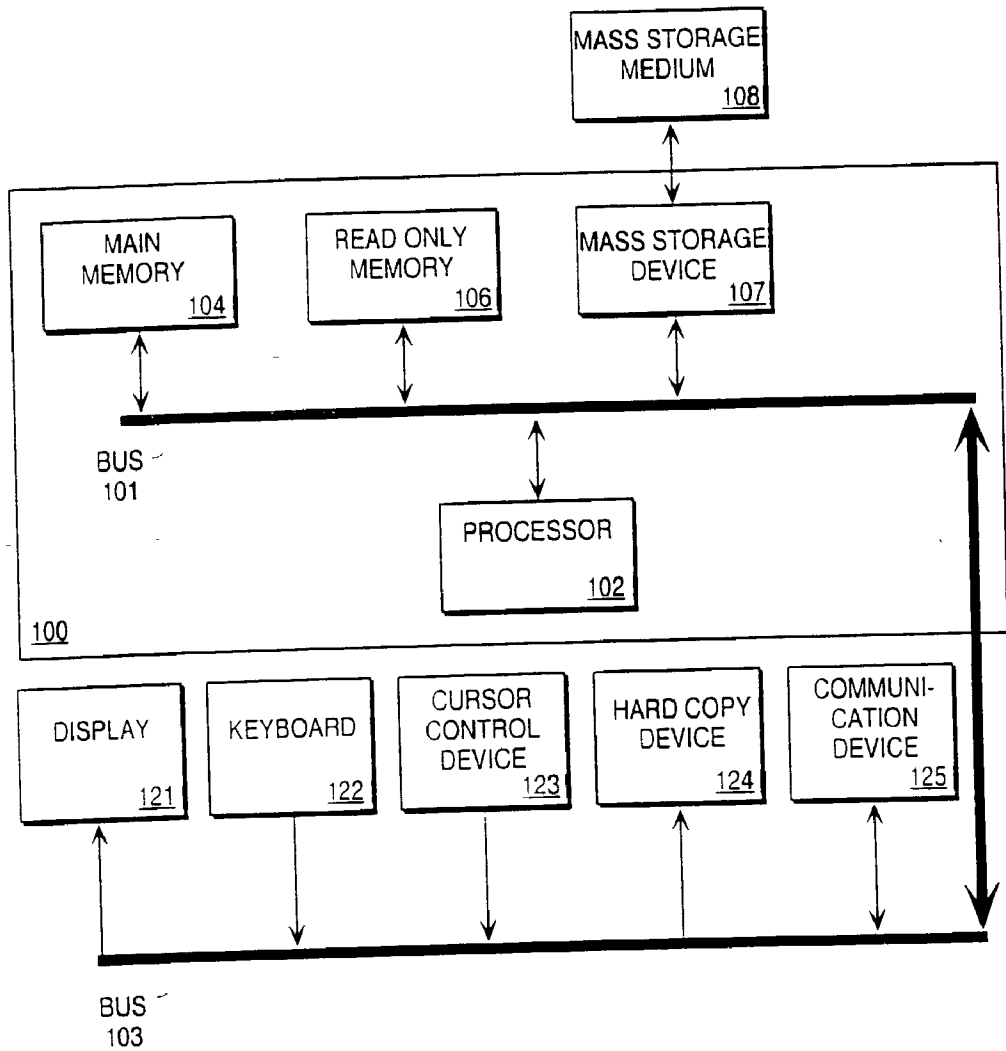 MASS STORAGE
MEDIUM
108
MAIN
MEMORY
104
READ ONLY
MEMORY
106
MASS STORAGE
DEVICE
107
BUS
101
PROCESSOR
102
100
DISPLAY
121
KEYBOARD
122
CURSOR
CONTROL
DEVICE
123
HARD COPY
DEVICE
124
COMMUNI-
CATION
DEVICE
125
BUS
103